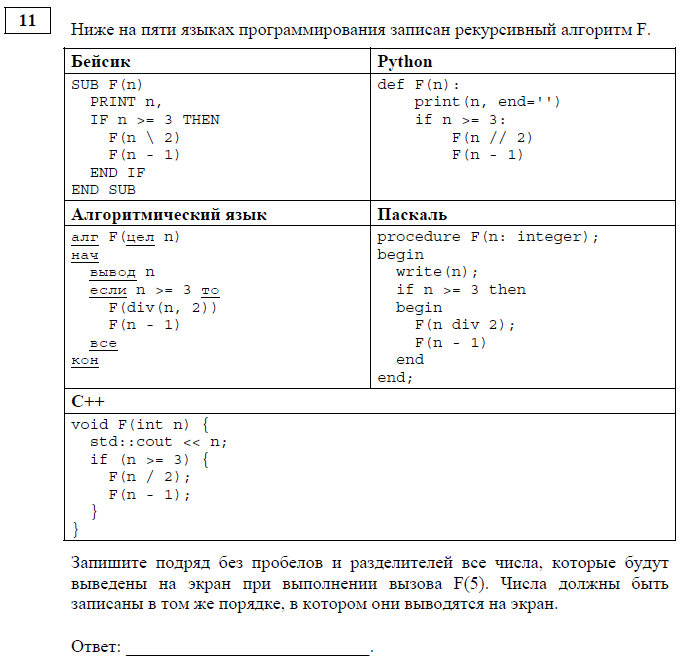 11
Ниже на пяти языках программирования записан рекурсивный алгоритм F.
Бейсик
SUB F(n)
PRINT n,
IF n >= 3 THEN
F(n \ 2)
F(n - 1)
END IF
END SUB
Python
def F(n):
print(n, end='')
if n >= 3:
F(n // 2)
F(n - 1)
Алгоритмический язык
алг F(цел n)
нач
вывод n
если n >= 3 то
F(div(n, 2))
F(n - 1)
все
кон
Паскаль
procedure F(n: integer);
begin
write(n);
if n >= 3 then
begin
F(n div 2);
F(n - 1)
end
end;
C++
void F(int n) {
std::cout << n;
if (n >= 3) {
F(n / 2);
F(n - 1);
}
}
Запишите подряд без пробелов и разделителей все числа, которые будут
выведены на экран при выполнении вызова F(5). Числа должны быть
записаны в том же порядке, в котором они выводятся на экран.
Ответ: ___________________________.